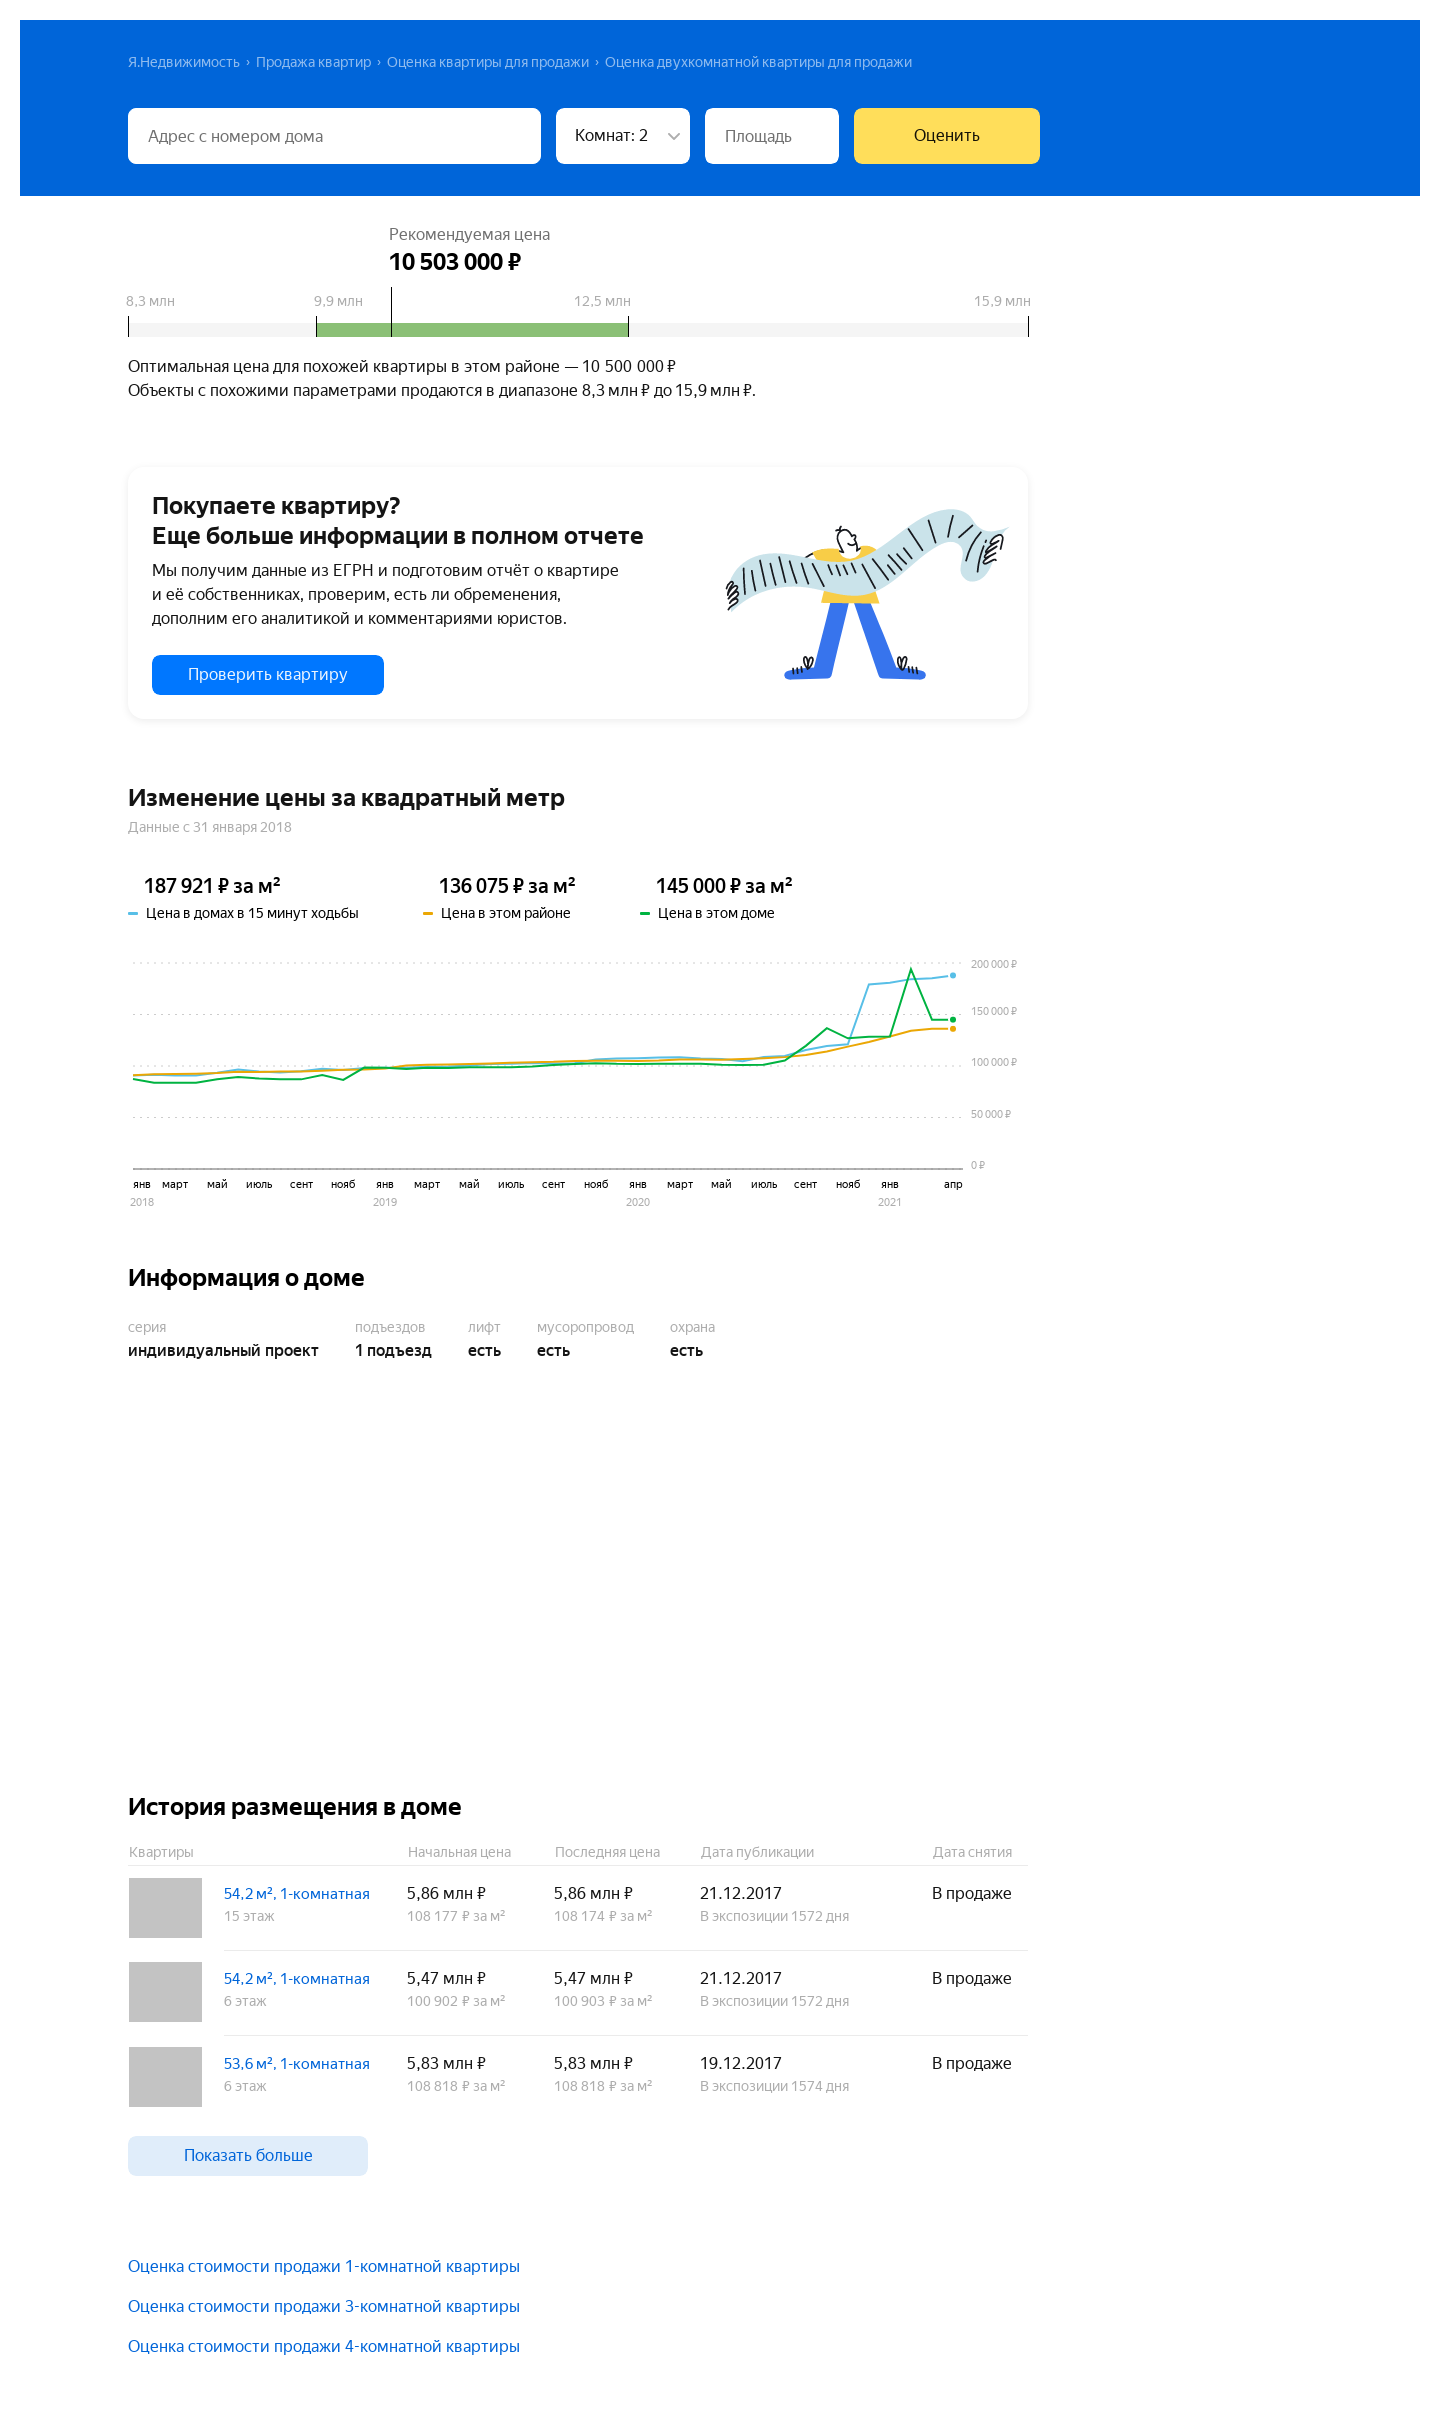 Я.Недвижимость › Продажа квартир › Оценка квартиры для продажи › Оценка двухкомнатной квартиры для продажи
Адрес с номером дома Комнат: 2 Площадь Оценить
Рекомендуемая цена
10 503 000 ₽
8,3 млн 9,9 млн 12,5 млн 15,9 млн
Оптимальная цена для похожей квартиры в этом районе — 10 500 000 ₽
Объекты с похожими параметрами продаются в диапазоне 8,3 млн ₽ до 15,9 млн ₽.
Покупаете квартиру?
Еще больше информации в полном отчете
Мы получим данные из ЕГРН и подготовим отчёт о квартире
и её собственниках, проверим, есть ли обременения,
дополним его аналитикой и комментариями юристов.
Проверить квартиру
Изменение цены за квадратный метр
Данные с 31 января 2018
187 921 ₽ за м² 136 075 ₽ за м² 145 000 ₽ за м²
Цена в домах в 15 минут ходьбы Цена в этом районе Цена в этом доме
200 000 ₽
150 000 ₽
100 000 ₽
50 000 ₽
0 ₽
янв март май июль сент нояб янв март май июль сент нояб янв март май июль сент нояб янв апр
2018 2019 2020 2021
Информация о доме
серия подъездов лифт мусоропровод охрана
индивидуальный проект 1 подъезд есть есть есть
История размещения в доме
Квартиры Начальная цена Последняя цена Дата публикации Дата снятия
54,2 м², 1-комнатная 5,86 млн ₽ 5,86 млн ₽ 21.12.2017 В продаже
15 этаж 108 177 ₽ за м² 108 174 ₽ за м² В экспозиции 1572 дня
54,2 м², 1-комнатная 5,47 млн ₽ 5,47 млн ₽ 21.12.2017 В продаже
6 этаж 100 902 ₽ за м² 100 903 ₽ за м² В экспозиции 1572 дня
53,6 м², 1-комнатная 5,83 млн ₽ 5,83 млн ₽ 19.12.2017 В продаже
6 этаж 108 818 ₽ за м² 108 818 ₽ за м² В экспозиции 1574 дня
Показать больше
Оценка стоимости продажи 1-комнатной квартиры
Оценка стоимости продажи 3-комнатной квартиры
Оценка стоимости продажи 4-комнатной квартиры